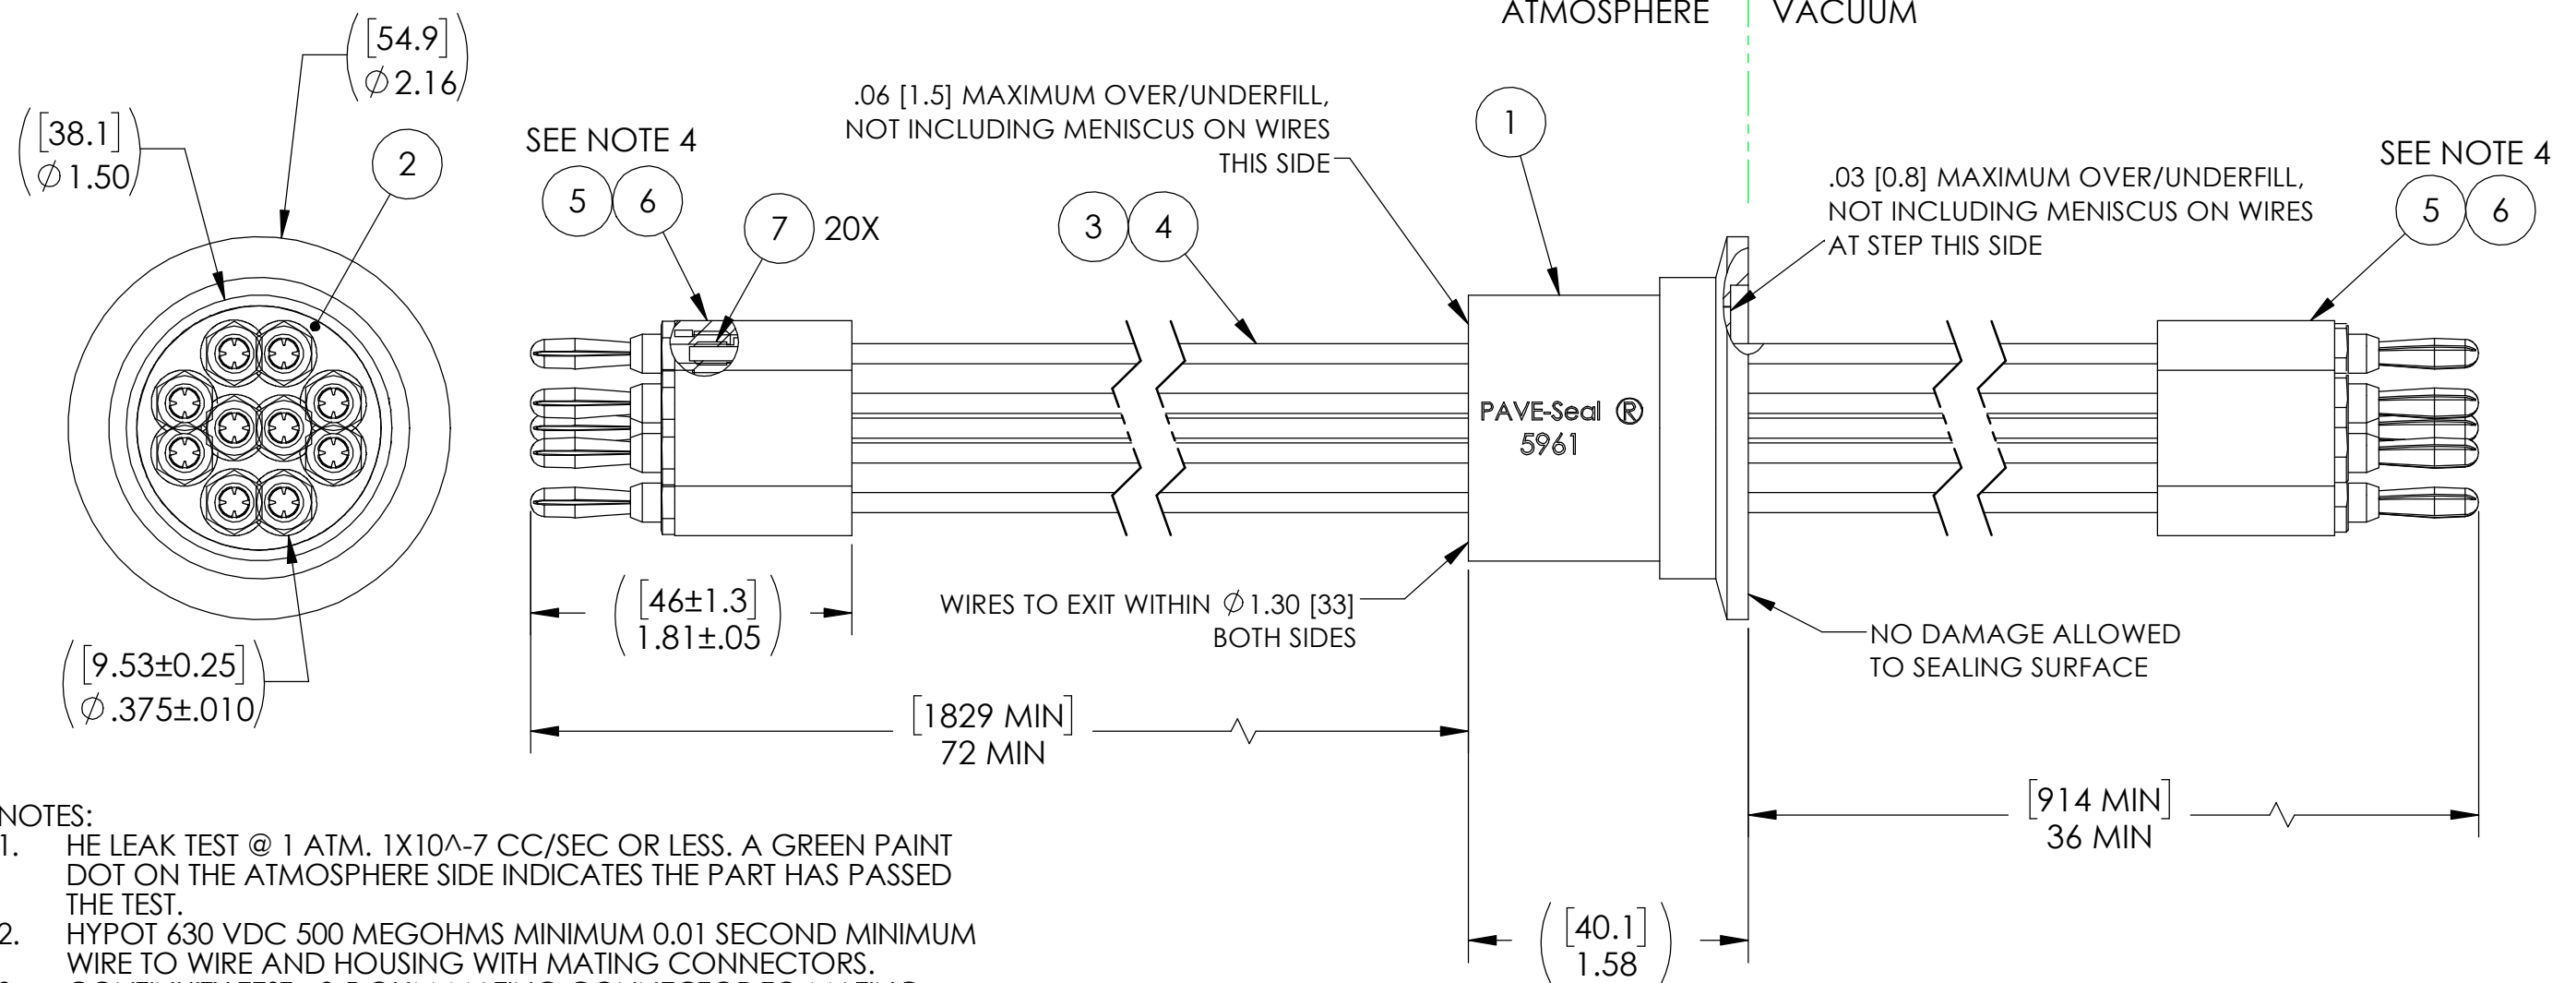 ATMOSPHERE VACUUM
[54.9]
∅ 2.16
[38.1]
∅ 1.50
2
SEE NOTE 4
5 6
7 20X
.06 [1.5] MAXIMUM OVER/UNDERFILL,
NOT INCLUDING MENISCUS ON WIRES
THIS SIDE
3 4
1
.03 [0.8] MAXIMUM OVER/UNDERFILL,
NOT INCLUDING MENISCUS ON WIRES
AT STEP THIS SIDE
SEE NOTE 4
5 6
PAVE-Seal ®
5961
[9.53±0.25]
∅ .375±.010
([46±1.3]
1.81±.05)
WIRES TO EXIT WITHIN ∅ 1.30 [33]
BOTH SIDES
NO DAMAGE ALLOWED
TO SEALING SURFACE
[1829 MIN]
72 MIN
[914 MIN]
36 MIN
([40.1]
1.58)
NOTES:
1. HE LEAK TEST @ 1 ATM. 1X10^-7 CC/SEC OR LESS. A GREEN PAINT
DOT ON THE ATMOSPHERE SIDE INDICATES THE PART HAS PASSED
THE TEST.
2. HYPOT 630 VDC 500 MEGOHMS MINIMUM 0.01 SECOND MINIMUM
WIRE TO WIRE AND HOUSING WITH MATING CONNECTORS.